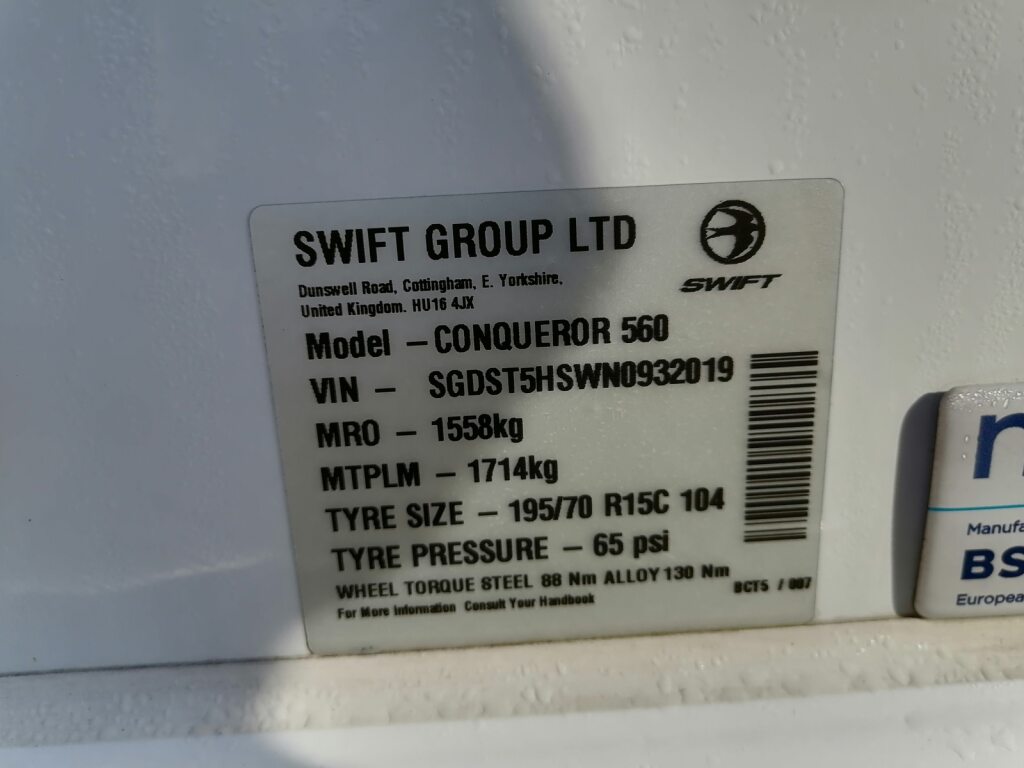 SWIFT GROUP LTD
SWIFT
Dunswell Road, Cottingham, E. Yorkshire,
United Kingdom. HU16 4JX
Model – CONQUEROR 560
VIN – SGDST5HSWN0932019
MRO – 1558kg
MTPLM – 1714kg
TYRE SIZE – 195/70 R15C 104
TYRE PRESSURE – 65 psi
WHEEL TORQUE STEEL 88 Nm ALLOY 130 Nm
For More Information Consult Your Handbook
BCT5 / 007
n
Manufa
BS
Europea